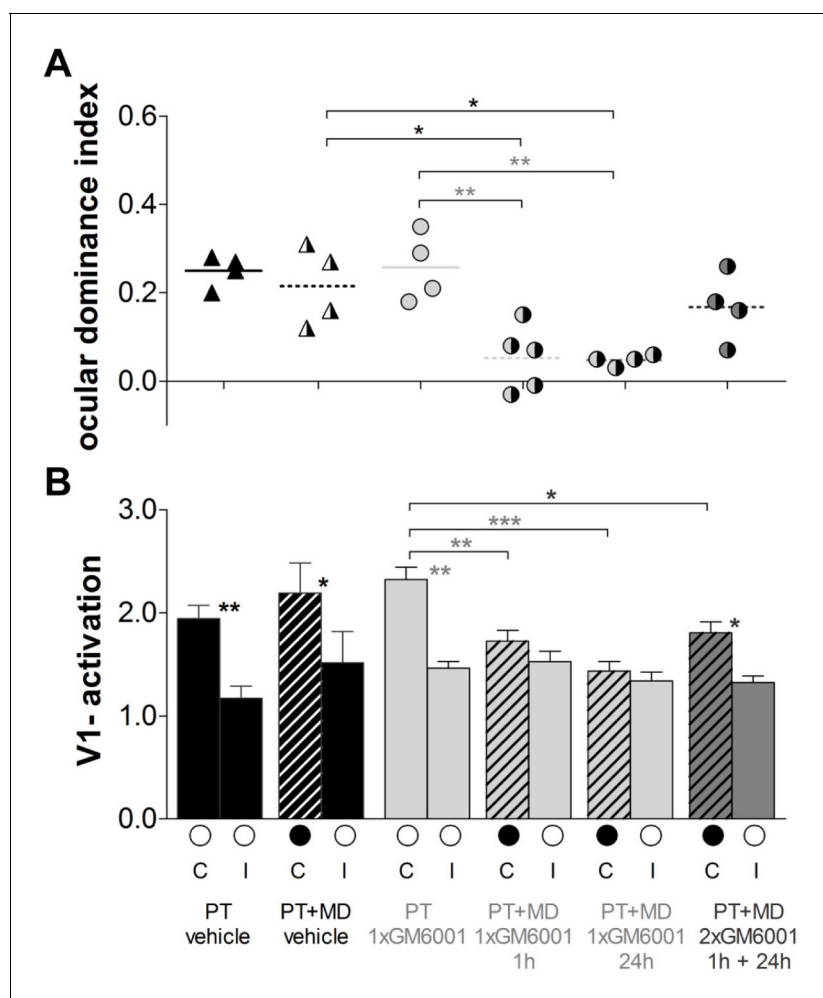 A
ocular dominance index
0.6
0.4
0.2
0.0
*
*
**
**
B
V1- activation
3.0
2.0
1.0
0.0
*
***
**
** * ** *
C I C I C I C I C I C I
PT PT+MD PT PT+MD PT+MD PT+MD
vehicle vehicle 1xGM6001 1xGM6001 1xGM6001 2xGM6001
1h 24h 1h + 24h